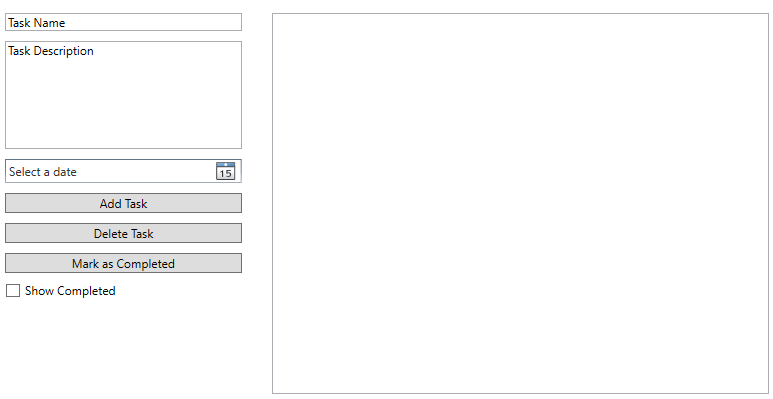 Task Name
Task Description
Select a date
15
Add Task
Delete Task
Mark as Completed
Show Completed